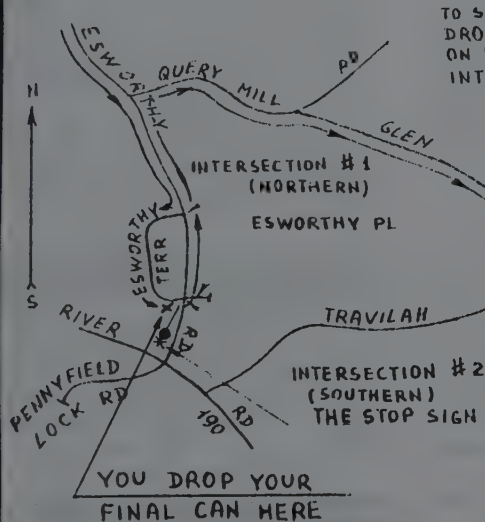 TO S
DRO
ON
INT
ESWORTHY
RD
QUERY MILL RD
GLEN
N
S
INTERSECTION #1
(NORTHERN)
ESWORTHY PL
ESWORTHY
TERR
RIVER RD
190
TRAVILAH
PENNYFIELD
LOCK RD
INTERSECTION #2
(SOUTHERN)
THE STOP SIGN
YOU DROP YOUR
FINAL CAN HERE